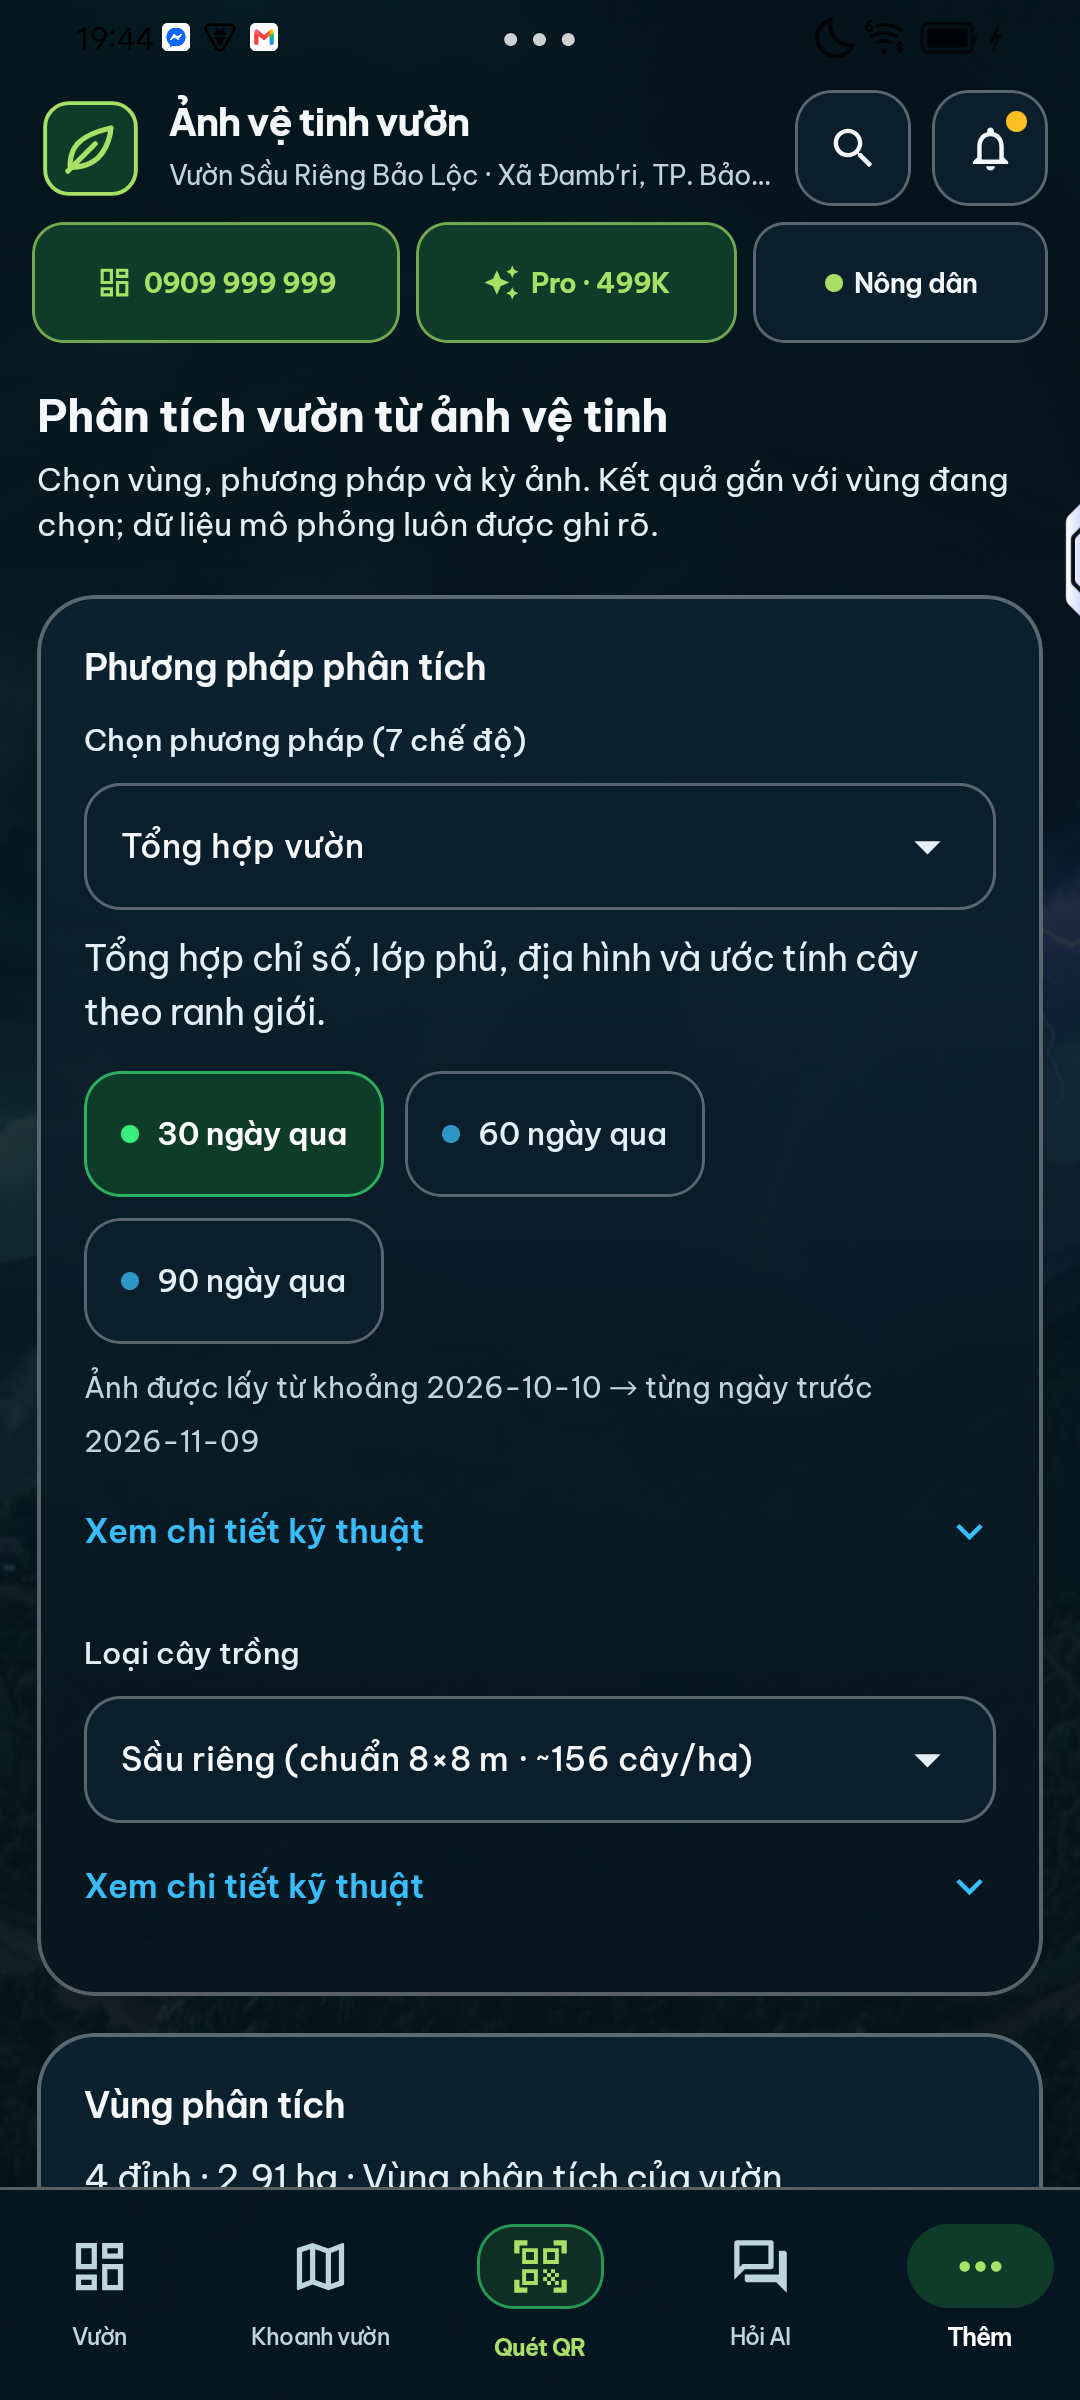 19:44
Ảnh vệ tinh vườn
Vườn Sầu Riêng Bảo Lộc · Xã Đamb'ri, TP. Bảo...
0909 999 999
Pro · 499K
Nông dân
Phân tích vườn từ ảnh vệ tinh
Chọn vùng, phương pháp và kỳ ảnh. Kết quả gắn với vùng đang
chọn; dữ liệu mô phỏng luôn được ghi rõ.
Phương pháp phân tích
Chọn phương pháp (7 chế độ)
Tổng hợp vườn
Tổng hợp chỉ số, lớp phủ, địa hình và ước tính cây
theo ranh giới.
30 ngày qua
60 ngày qua
90 ngày qua
Ảnh được lấy từ khoảng 2026-10-10 → từng ngày trước
2026-11-09
Xem chi tiết kỹ thuật
Loại cây trồng
Sầu riêng (chuẩn 8×8 m · ~156 cây/ha)
Xem chi tiết kỹ thuật
Vùng phân tích
4 đỉnh · 2,91 ha · Vùng phân tích của vườn
Vườn
Khoanh vườn
Quét QR
Hỏi AI
Thêm